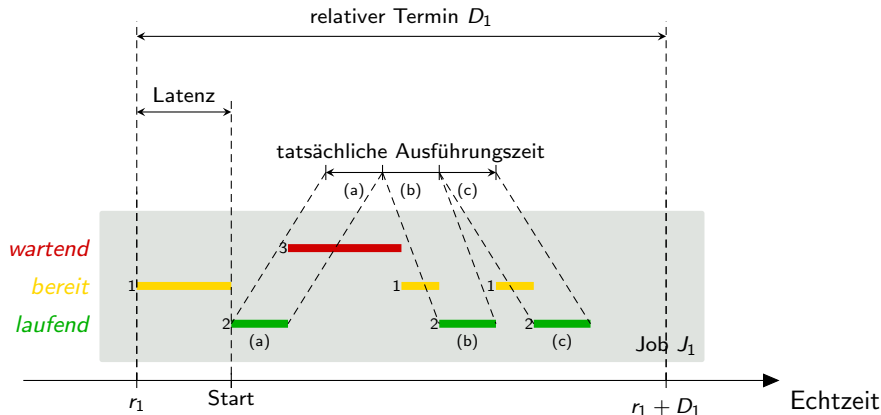 relativer Termin D₁
Latenz
tatsächliche Ausführungszeit
(a) (b) (c)
wartend 3
bereit 1 1 1
laufend 2 2 2
(a) (b) (c)
Job J₁
r₁ Start r₁ + D₁ Echtzeit